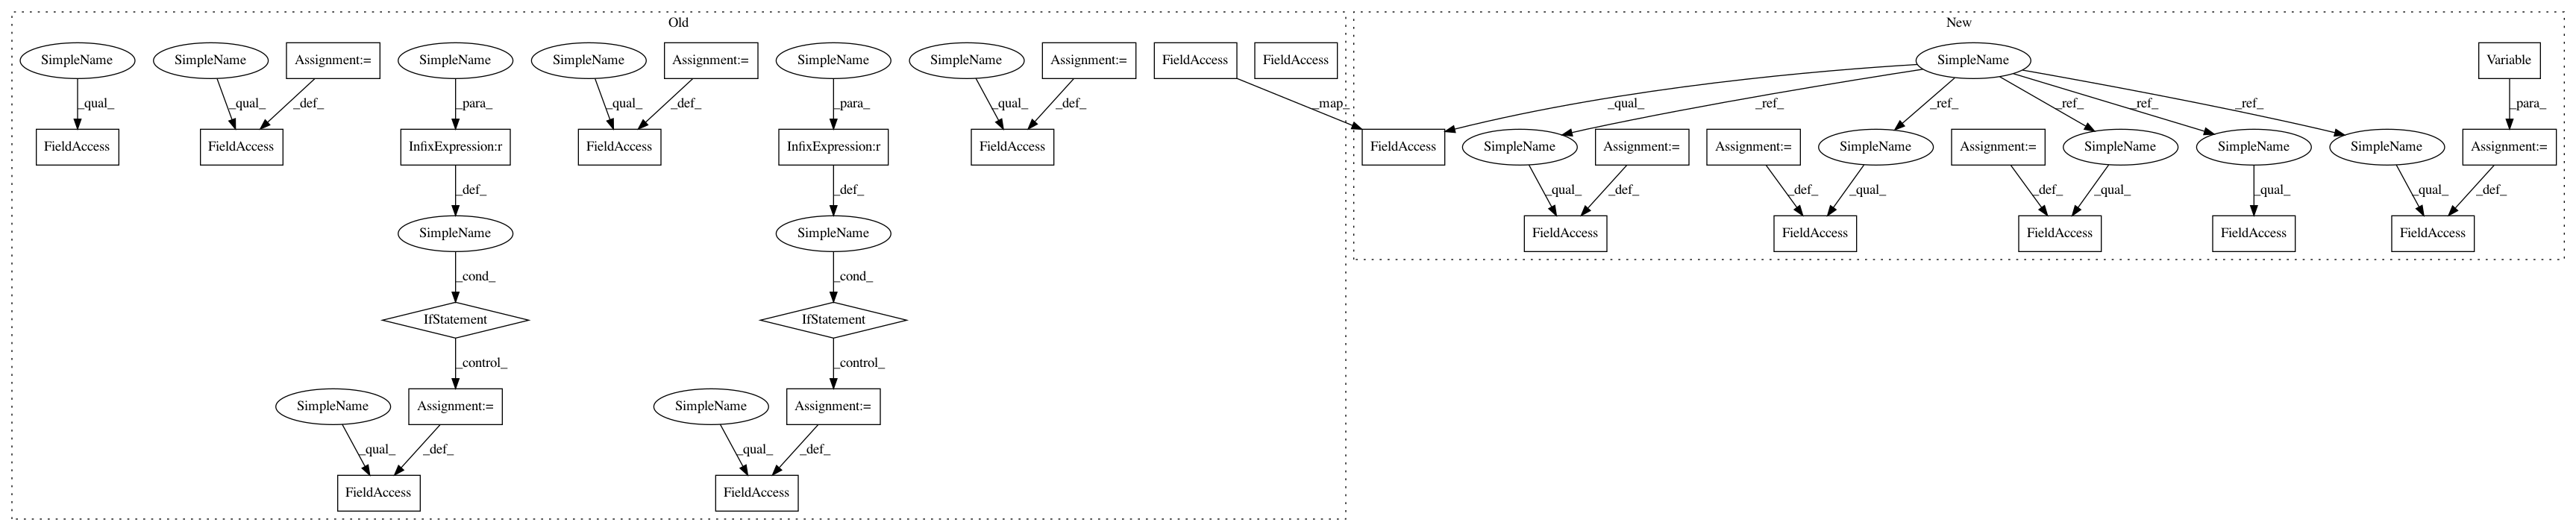 Old
New
SimpleName
SimpleName
Assignment:=
SimpleName
SimpleName
Assignment:=
SimpleName
SimpleName
Assignment:=
FieldAccess
FieldAccess
SimpleName
Variable
_qual_
_qual_
_def_
_para_
_qual_
_def_
_para_
_qual_
_def_
_map_
_qual_
_ref_
_ref_
_ref_
_ref_
_ref_
_para_
FieldAccess
FieldAccess
InfixExpression:r
FieldAccess
InfixExpression:r
FieldAccess
FieldAccess
SimpleName
Assignment:=
Assignment:=
SimpleName
Assignment:=
SimpleName
SimpleName
SimpleName
Assignment:=
_def_
_def_
_qual_
_def_
_def_
_qual_
_def_
_qual_
_qual_
_qual_
_def_
SimpleName
SimpleName
FieldAccess
FieldAccess
FieldAccess
FieldAccess
FieldAccess
_cond_
_cond_
IfStatement
IfStatement
_control_
_control_
SimpleName
Assignment:=
SimpleName
Assignment:=
_qual_
_def_
_qual_
_def_
FieldAccess
FieldAccess